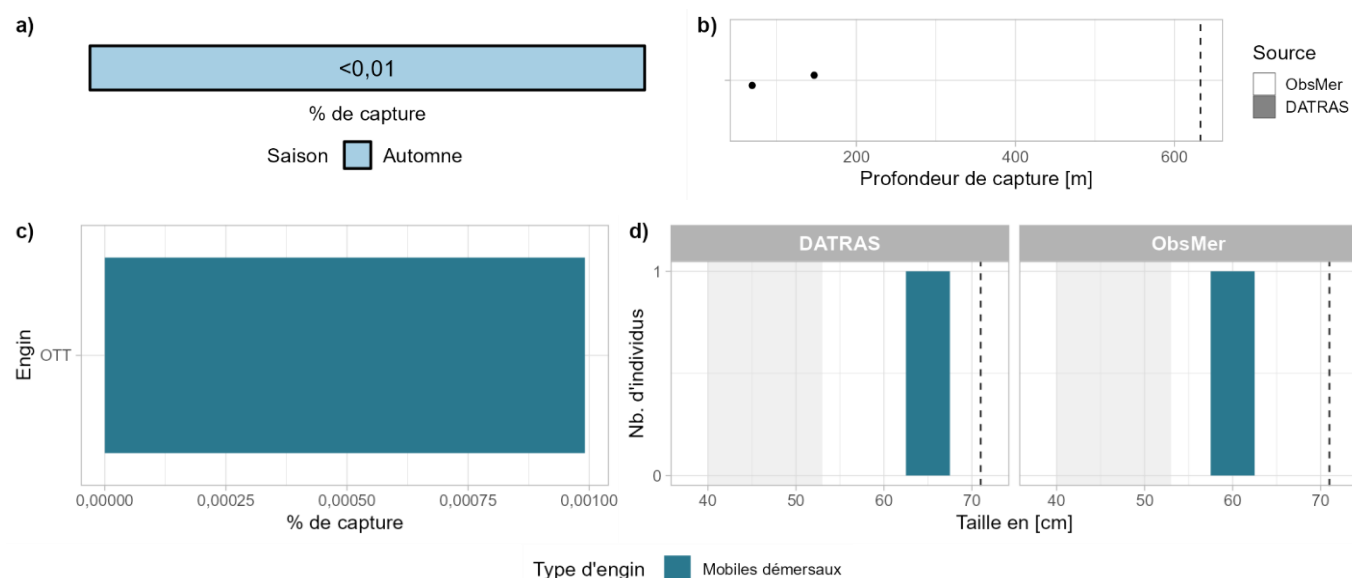 a)
<0,01
% de capture
Saison Automne
b)
200 400 600
Profondeur de capture [m]
Source
ObsMer
DATRAS
c)
Engin
OTT
0,00000 0,00025 0,00050 0,00075 0,00100
% de capture
d)
DATRAS ObsMer
Nb. d'individus
1
0
40 50 60 70 40 50 60 70
Taille en [cm]
Type d'engin Mobiles démersaux